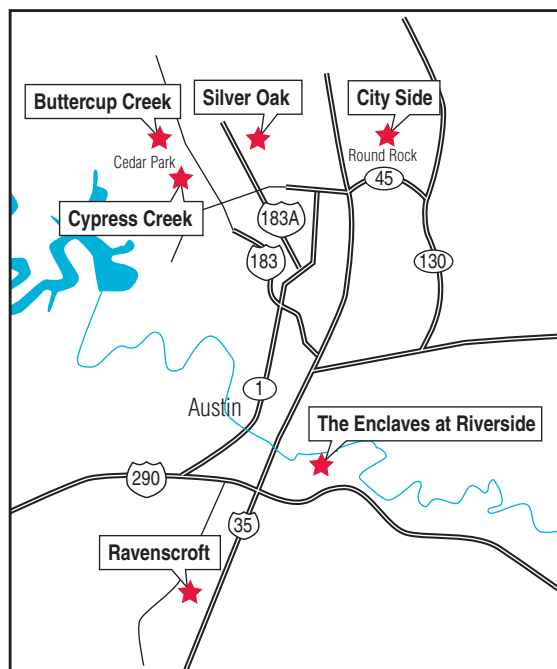 Buttercup Creek
Silver Oak
City Side
Cedar Park
Round Rock
45
Cypress Creek
183A
183
130
1
Austin
The Enclaves at Riverside
290
35
Ravenscroft